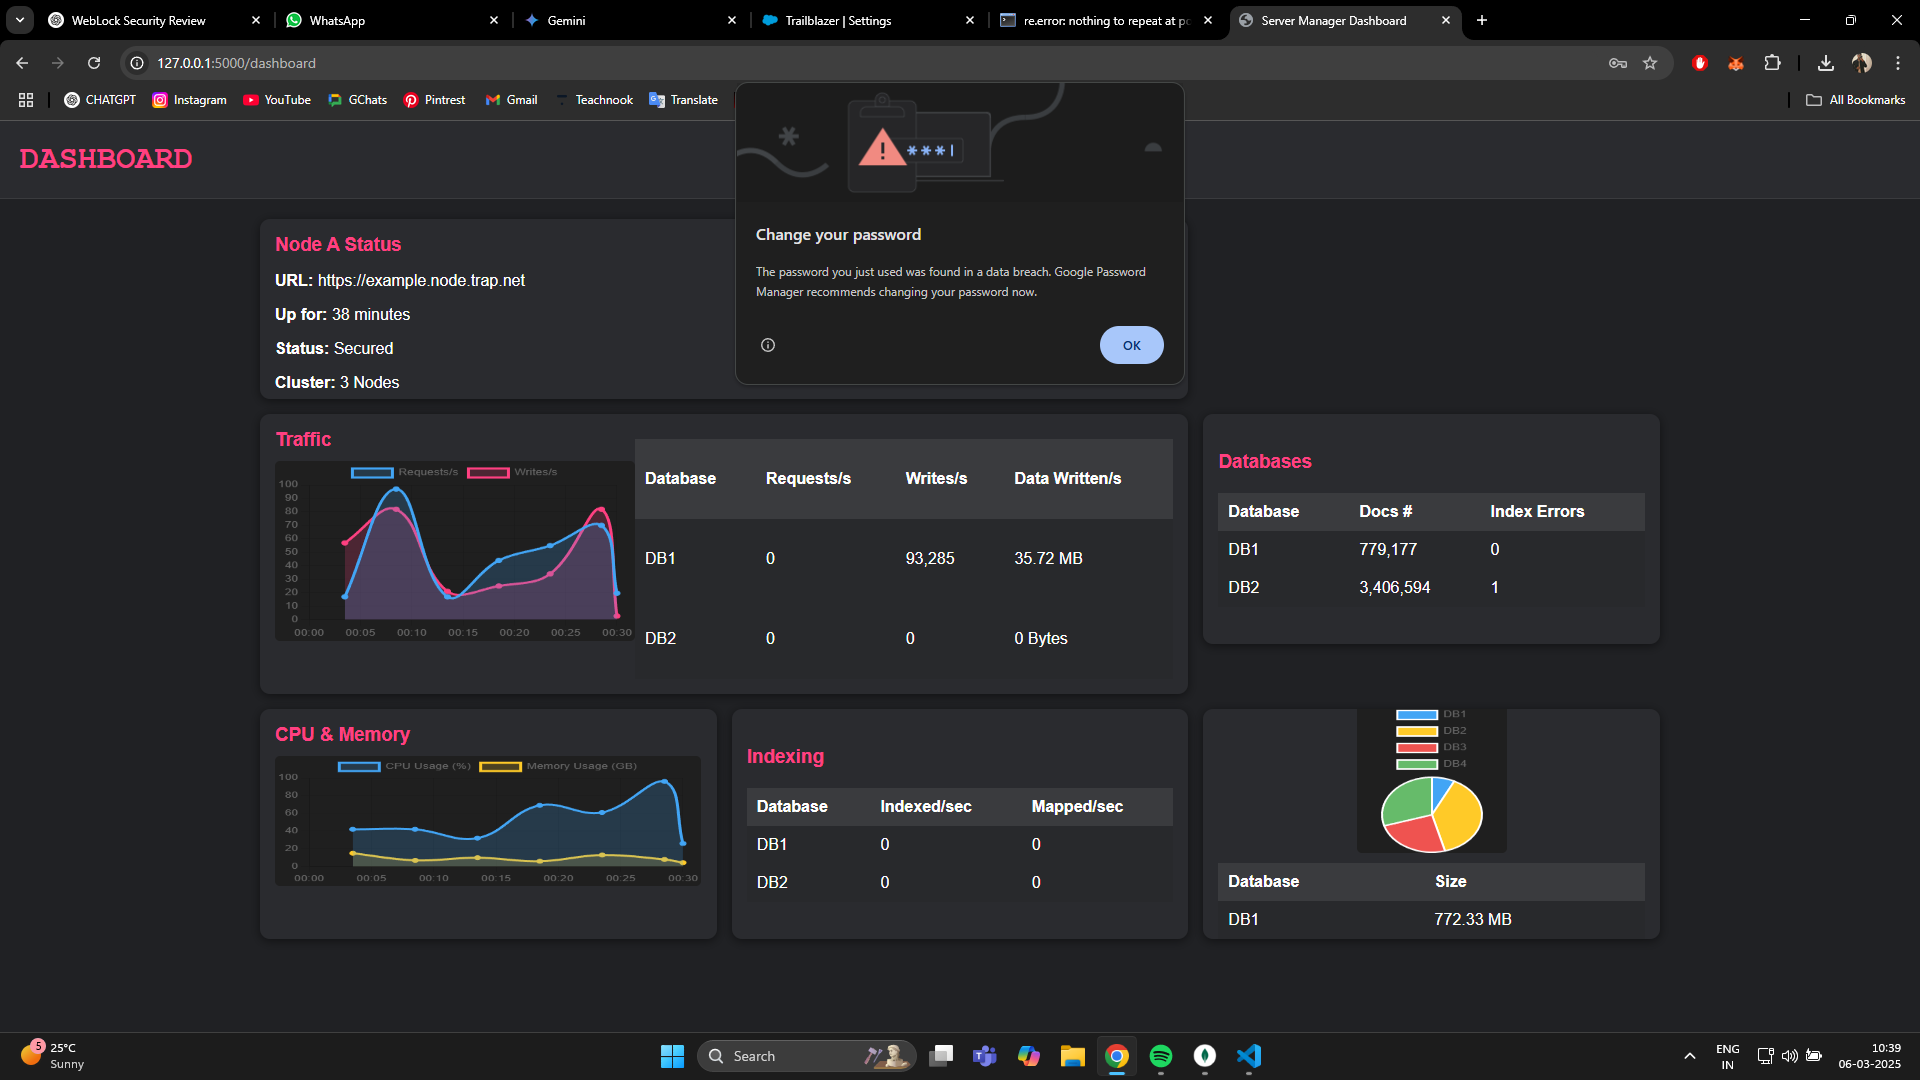 WebLock Security Review
WhatsApp
Gemini
Trailblazer | Settings
re.error: nothing to repeat at po
Server Manager Dashboard
127.0.0.1:5000/dashboard
CHATGPT
Instagram
YouTube
GChats
Pintrest
Gmail
Teachnook
Translate
All Bookmarks
DASHBOARD
***|
Change your password
The password you just used was found in a data breach. Google Password
Manager recommends changing your password now.
OK
Node A Status
URL: https://example.node.trap.net
Up for: 38 minutes
Status: Secured
Cluster: 3 Nodes
Traffic
Requests/s Writes/s
100
90
80
70
60
50
40
30
20
10
0
00:00 00:05 00:10 00:15 00:20 00:25 00:30
Database Requests/s Writes/s Data Written/s
DB1 0 93,285 35.72 MB
DB2 0 0 0 Bytes
Databases
Database Docs # Index Errors
DB1 779,177 0
DB2 3,406,594 1
CPU & Memory
CPU Usage (%) Memory Usage (GB)
100
80
60
40
20
0
00:00 00:05 00:10 00:15 00:20 00:25 00:30
Indexing
Database Indexed/sec Mapped/sec
DB1 0 0
DB2 0 0
DB1
DB2
DB3
DB4
Database Size
DB1 772.33 MB
5
25°C
Sunny
Search
ENG
IN
10:39
06-03-2025